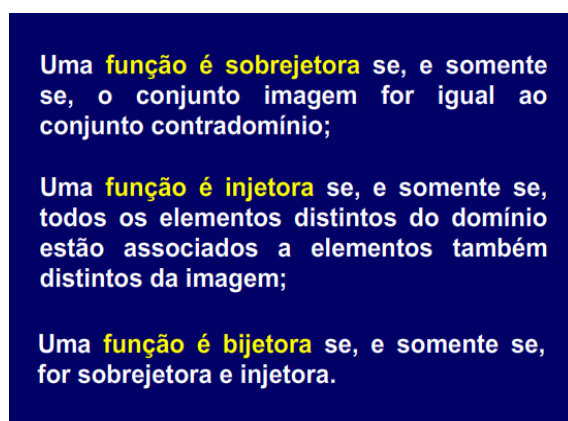 Uma função é sobrejetora se, e somente
se, o conjunto imagem for igual ao
conjunto contradomínio;
Uma função é injetora se, e somente se,
todos os elementos distintos do domínio
estão associados a elementos também
distintos da imagem;
Uma função é bijetora se, e somente se,
for sobrejetora e injetora.